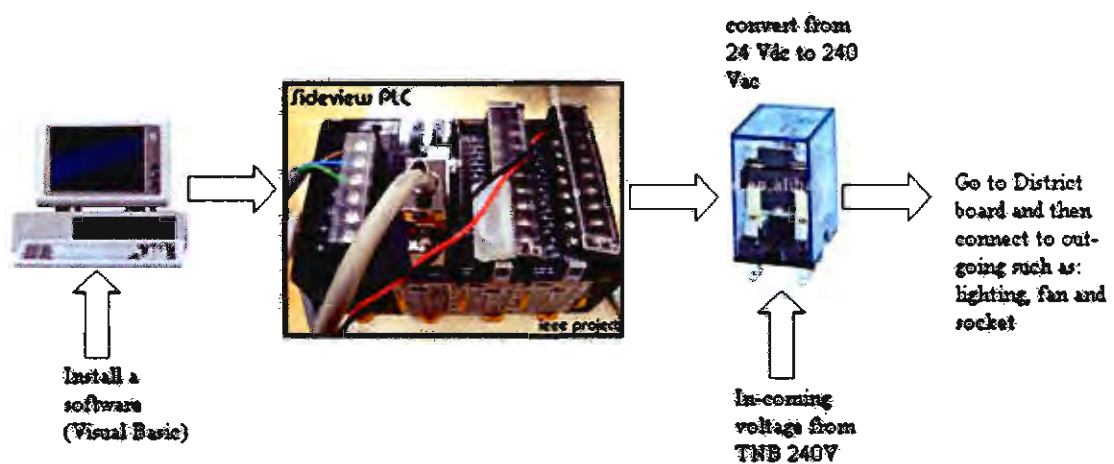 convert from
24 Vdc to 240
Vac
Sideview PLC
ieee project
Go to District
board and then
connect to out-
going such as:
lighting, fan and
socket
Install a
software
(Visual Basic)
In-coming
voltage from
TNB 240V